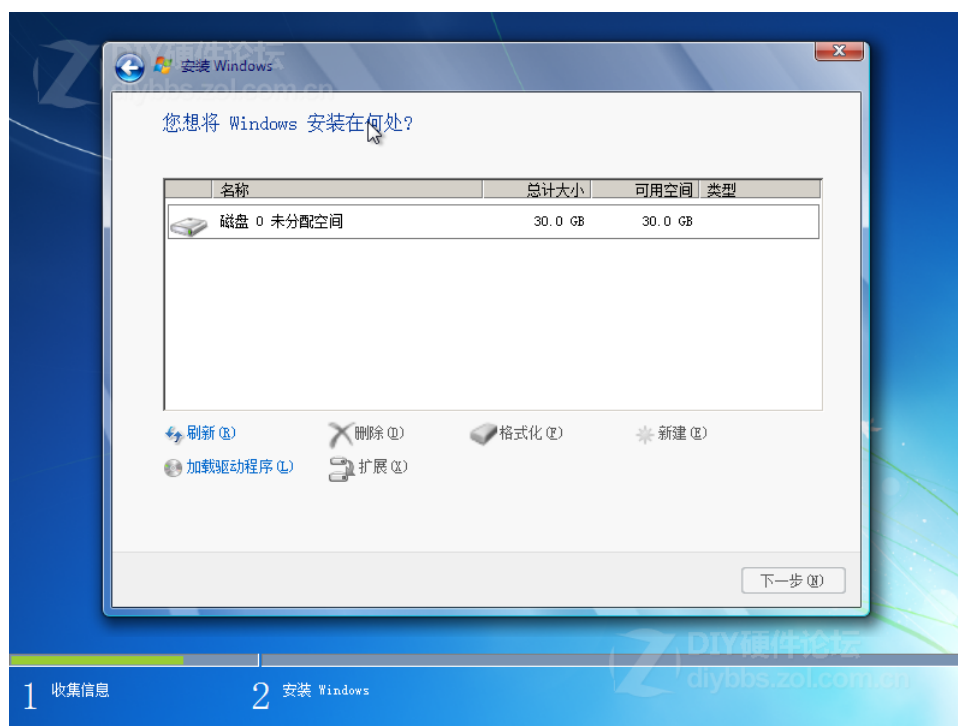 DIY硬件论坛
diybbs.zol.com.cn
安装 Windows
您想将 Windows 安装在何处?
名称 总计大小 可用空间 类型
磁盘 0 未分配空间 30.0 GB 30.0 GB
刷新(R) 删除(D) 格式化(F) 新建(E)
加载驱动程序(L) 扩展(X)
下一步(N)
DIY硬件论坛
diybbs.zol.com.cn
1 收集信息 2 安装 Windows